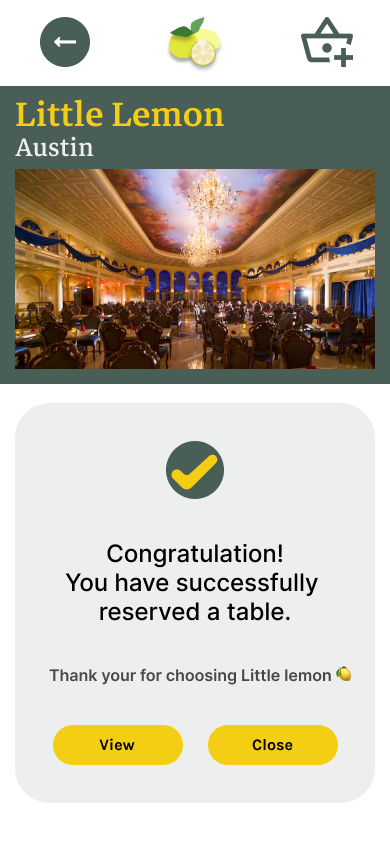 Little Lemon
Austin
Congratulation!
You have successfully
reserved a table.
Thank your for choosing Little lemon 🍋
View
Close